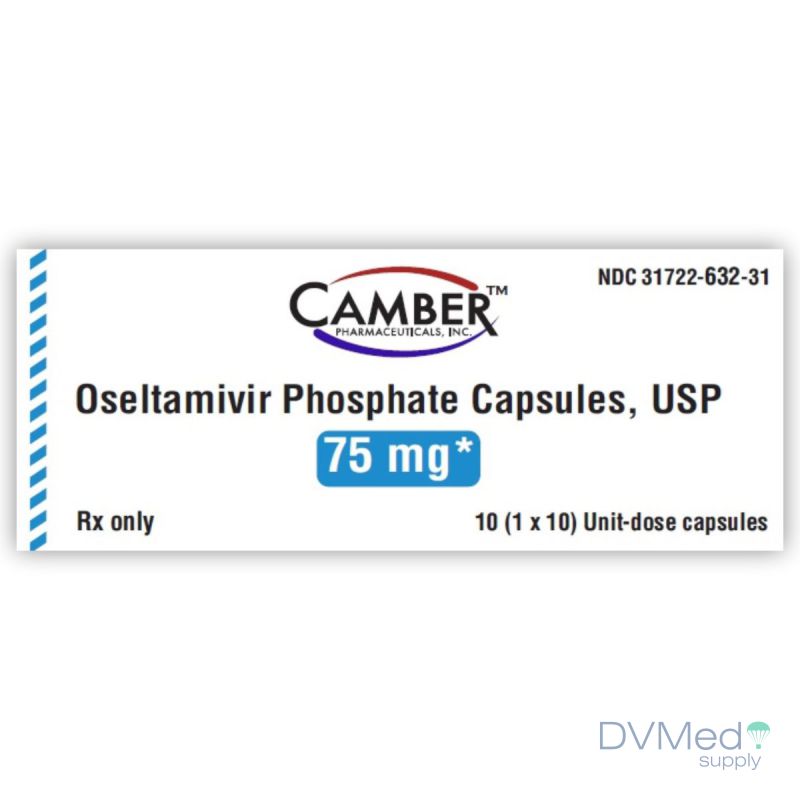 NDC 31722-632-31
CAMBER™
PHARMACEUTICALS, INC.
Oseltamivir Phosphate Capsules, USP
75 mg*
Rx only
10 (1 x 10) Unit-dose capsules
DVMed
supply